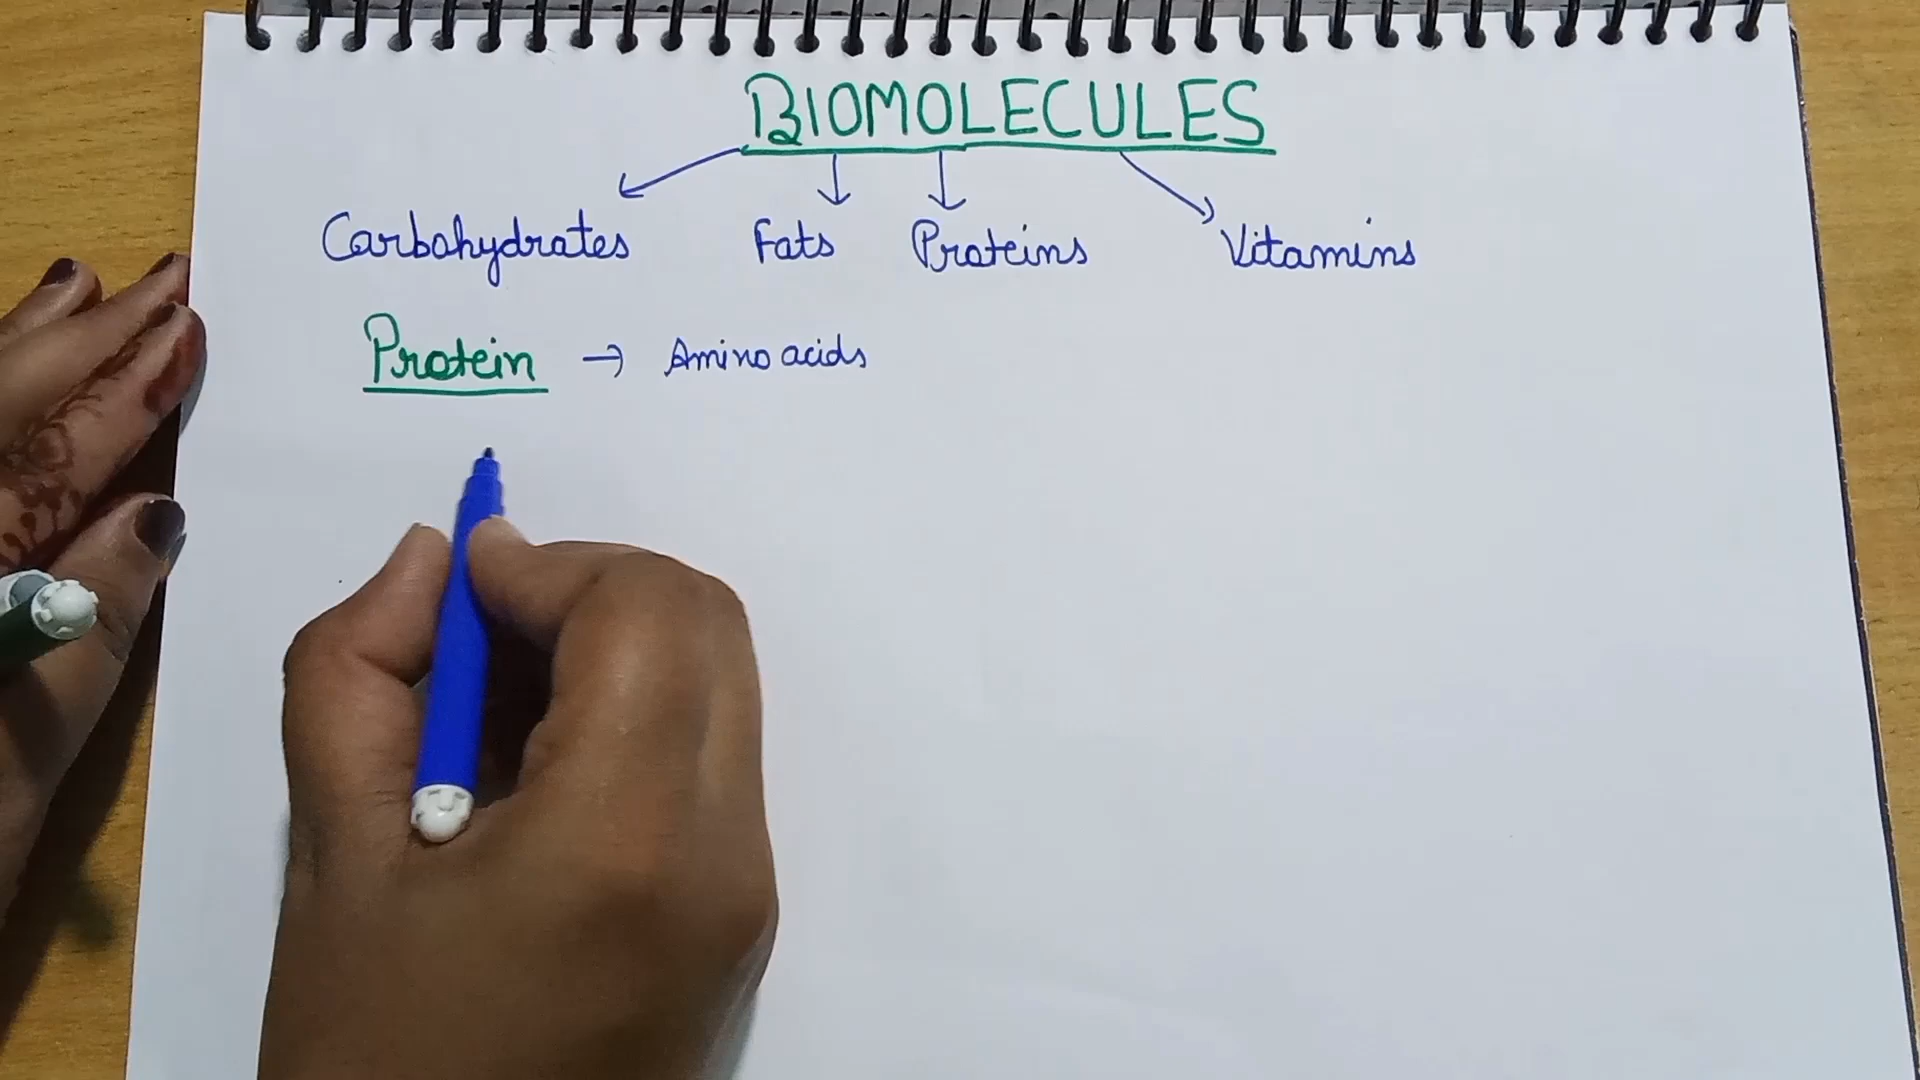 BIOMOLECULES
Carbohydrates Fats Proteins Vitamins
Protein → Amino acids